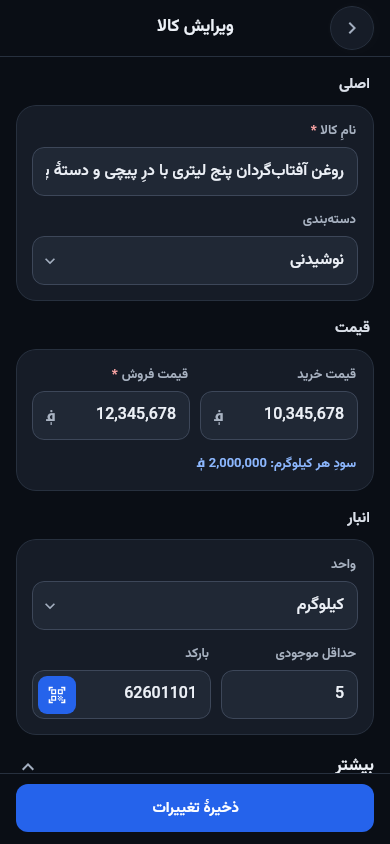 ویرایش کالا
اصلی
نامِ کالا *
روغن آفتاب‌گردان پنج لیتری با درِ پیچی و دستهٔ
دسته‌بندی
نوشیدنی
قیمت
قیمت خرید
قیمت فروش *
10,345,678 ؋
12,345,678 ؋
سودِ هر کیلوگرم: 2,000,000 ؋
انبار
واحد
کیلوگرم
حداقل موجودی
بارکد
5
62601101
بیشتر
ذخیرهٔ تغییرات